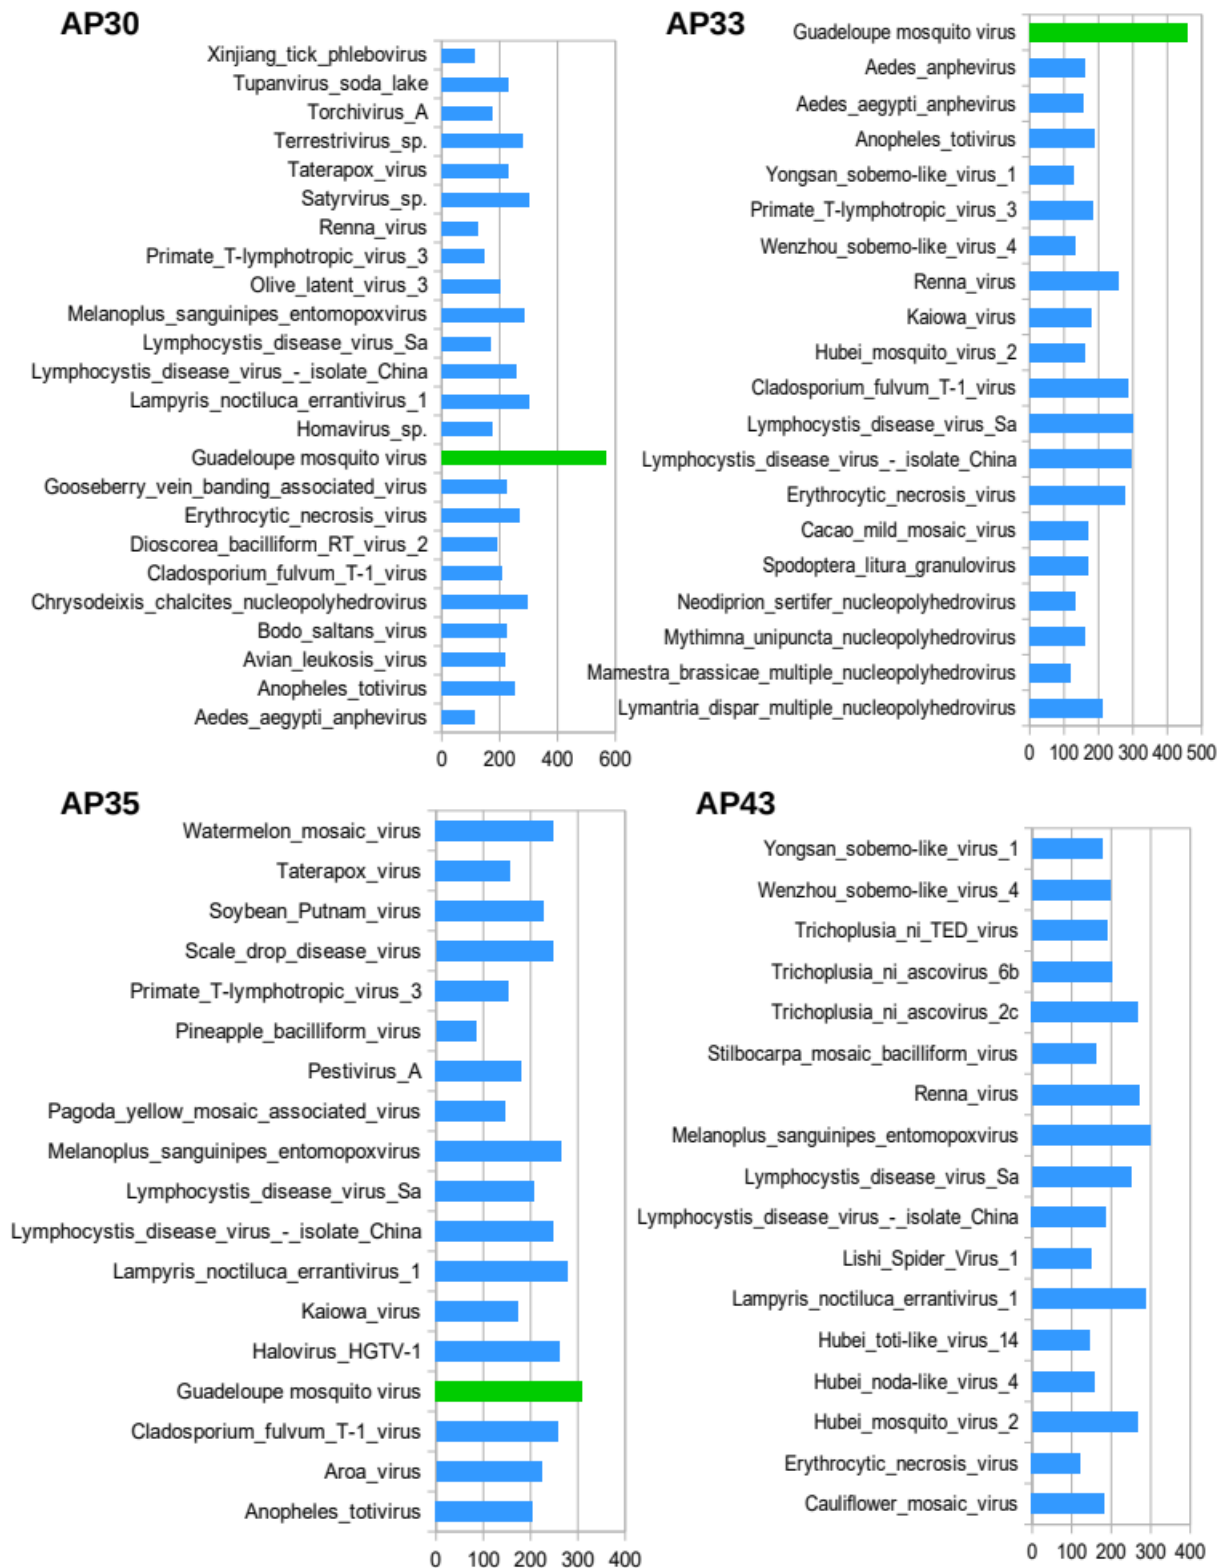 AP30
Xinjiang_tick_phlebovirus
Tupanvirus_soda_lake
Torchivirus_A
Terrestrivirus_sp.
Taterapox_virus
Satyrvirus_sp.
Renna_virus
Primate_T-lymphotropic_virus_3
Olive_latent_virus_3
Melanoplus_sanguinipes_entomopoxvirus
Lymphocystis_disease_virus_Sa
Lymphocystis_disease_virus_-_isolate_China
Lampyris_noctiluca_errantivirus_1
Homavirus_sp.
Guadeloupe mosquito virus
Gooseberry_vein_banding_associated_virus
Erythrocytic_necrosis_virus
Dioscorea_bacilliform_RT_virus_2
Cladosporium_fulvum_T-1_virus
Chrysodeixis_chalcites_nucleopolyhedrovirus
Bodo_saltans_virus
Avian_leukosis_virus
Anopheles_totivirus
Aedes_aegypti_anphevirus
0 200 400 600
AP33
Guadeloupe mosquito virus
Aedes_anphevirus
Aedes_aegypti_anphevirus
Anopheles_totivirus
Yongsan_sobemo-like_virus_1
Primate_T-lymphotropic_virus_3
Wenzhou_sobemo-like_virus_4
Renna_virus
Kaiowa_virus
Hubei_mosquito_virus_2
Cladosporium_fulvum_T-1_virus
Lymphocystis_disease_virus_Sa
Lymphocystis_disease_virus_-_isolate_China
Erythrocytic_necrosis_virus
Cacao_mild_mosaic_virus
Spodoptera_litura_granulovirus
Neodiprion_sertifer_nucleopolyhedrovirus
Mythimna_unipuncta_nucleopolyhedrovirus
Mamestra_brassicae_multiple_nucleopolyhedrovirus
Lymantria_dispar_multiple_nucleopolyhedrovirus
0 100 200 300 400 500
AP35
Watermelon_mosaic_virus
Taterapox_virus
Soybean_Putnam_virus
Scale_drop_disease_virus
Primate_T-lymphotropic_virus_3
Pineapple_bacilliform_virus
Pestivirus_A
Pagoda_yellow_mosaic_associated_virus
Melanoplus_sanguinipes_entomopoxvirus
Lymphocystis_disease_virus_Sa
Lymphocystis_disease_virus_-_isolate_China
Lampyris_noctiluca_errantivirus_1
Kaiowa_virus
Halovirus_HGTV-1
Guadeloupe mosquito virus
Cladosporium_fulvum_T-1_virus
Aroa_virus
Anopheles_totivirus
0 100 200 300 400
AP43
Yongsan_sobemo-like_virus_1
Wenzhou_sobemo-like_virus_4
Trichoplusia_ni_TED_virus
Trichoplusia_ni_ascovirus_6b
Trichoplusia_ni_ascovirus_2c
Stilbocarpa_mosaic_bacilliform_virus
Renna_virus
Melanoplus_sanguinipes_entomopoxvirus
Lymphocystis_disease_virus_Sa
Lymphocystis_disease_virus_-_isolate_China
Lishi_Spider_Virus_1
Lampyris_noctiluca_errantivirus_1
Hubei_toti-like_virus_14
Hubei_noda-like_virus_4
Hubei_mosquito_virus_2
Erythrocytic_necrosis_virus
Cauliflower_mosaic_virus
0 100 200 300 400